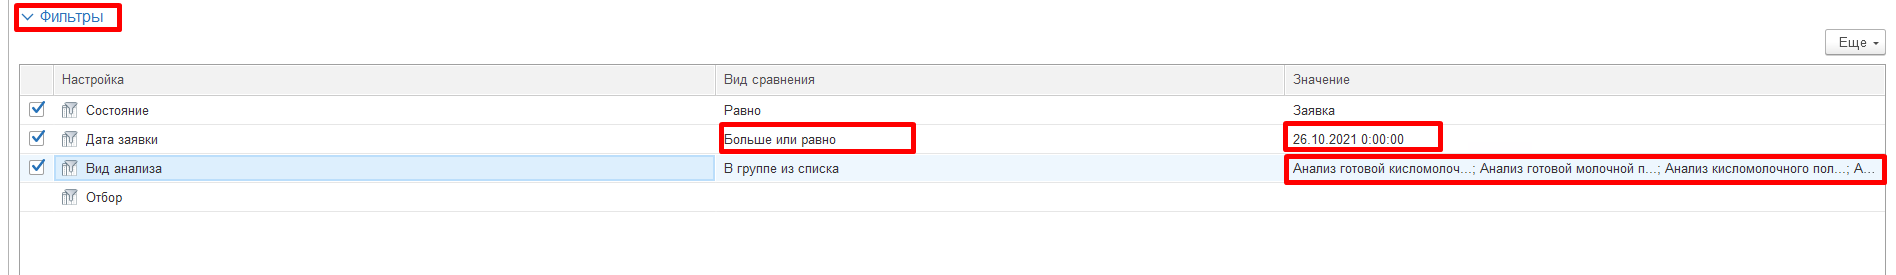 Фильтры
Еще
Настройка Вид сравнения Значение
Состояние Равно Заявка
Дата заявки Больше или равно 26.10.2021 0:00:00
Вид анализа В группе из списка Анализ готовой кисломолоч...; Анализ готовой молочной п...; Анализ кисломолочного пол...; А...
Отбор